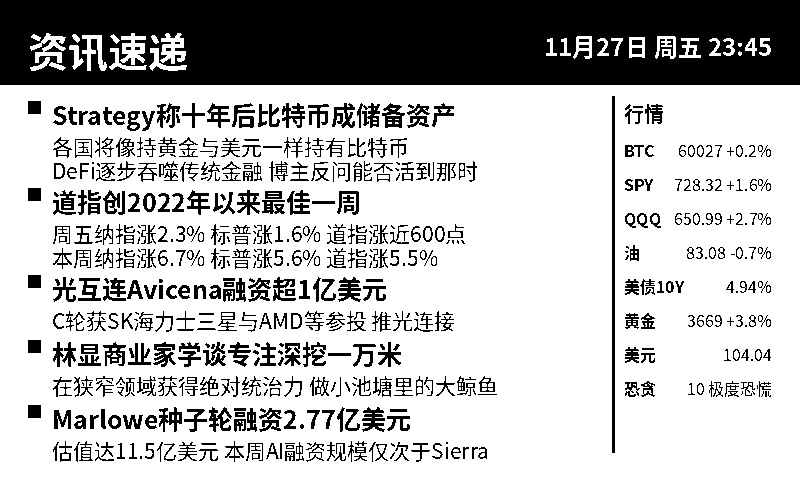 资讯速递
11月27日 周五 23:45
Strategy称十年后比特币成储备资产
各国将像持黄金与美元一样持有比特币
DeFi逐步吞噬传统金融 博主反问能否活到那时
道指创2022年以来最佳一周
周五纳指涨2.3% 标普涨1.6% 道指涨近600点
本周纳指涨6.7% 标普涨5.6% 道指涨5.5%
光互连Avicena融资超1亿美元
C轮获SK海力士三星与AMD等参投 推光连接
林显商业家学谈专注深挖一万米
在狭窄领域获得绝对统治力 做小池塘里的大鲸鱼
Marlowe种子轮融资2.77亿美元
估值达11.5亿美元 本周AI融资规模仅次于Sierra
行情
BTC 60027 +0.2%
SPY 728.32 +1.6%
QQQ 650.99 +2.7%
油 83.08 -0.7%
美债10Y 4.94%
黄金 3669 +3.8%
美元 104.04
恐贪 10 极度恐慌